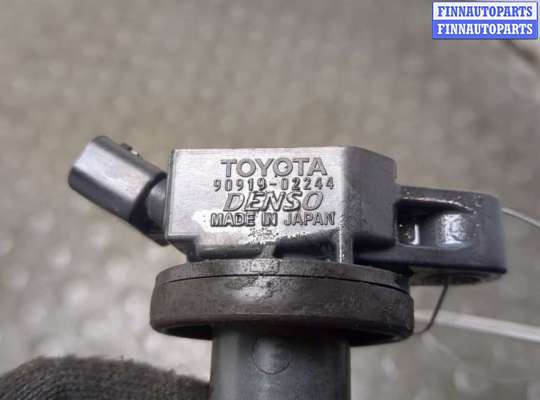 FINNAUTOPARTS
FINNAUTOPARTS
TOYOTA
90919-02244
DENSO
MADE IN JAPAN